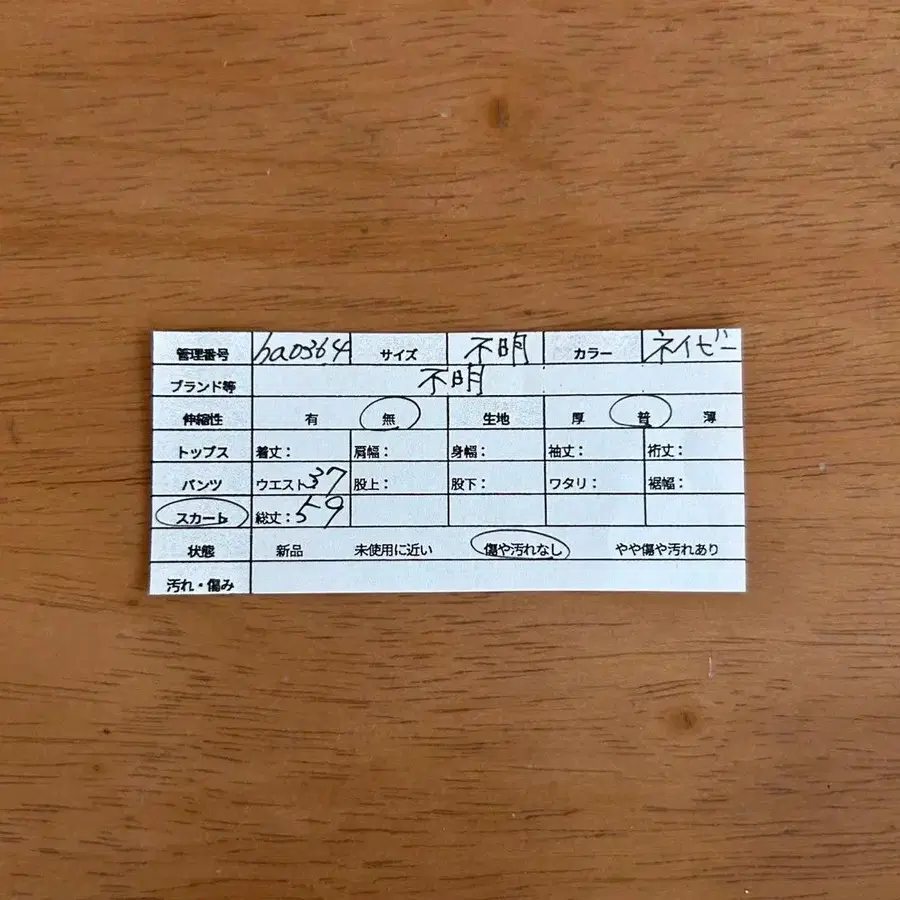 管理番号 ha0364 サイズ 不明 カラー ネイビー
ブランド等 不明
伸縮性 有 無 生地 厚 普 薄
トップス 着丈： 肩幅： 身幅： 袖丈： 裄丈：
パンツ ウエスト37 股上： 股下： ワタリ： 裾幅：
スカート 総丈：59
状態 新品 未使用に近い 傷や汚れなし やや傷や汚れあり
汚れ・傷み